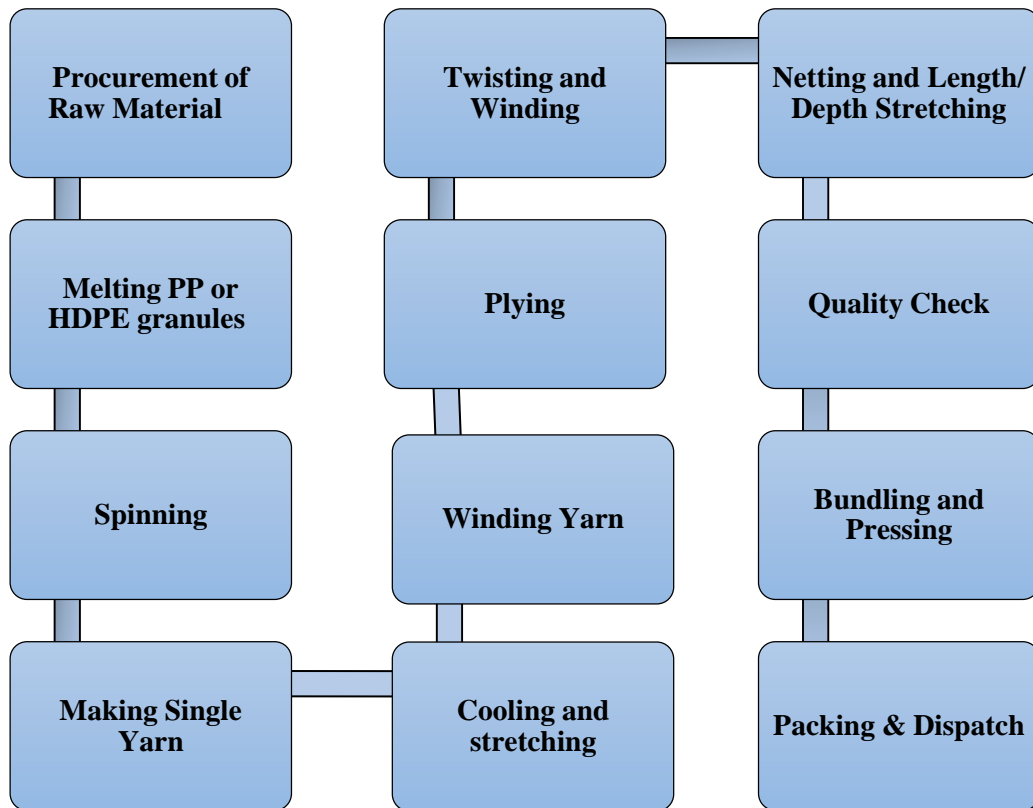 Procurement of
Raw Material
Melting PP or
HDPE granules
Spinning
Making Single
Yarn
Cooling and
stretching
Winding Yarn
Plying
Twisting and
Winding
Netting and Length/
Depth Stretching
Quality Check
Bundling and
Pressing
Packing & Dispatch